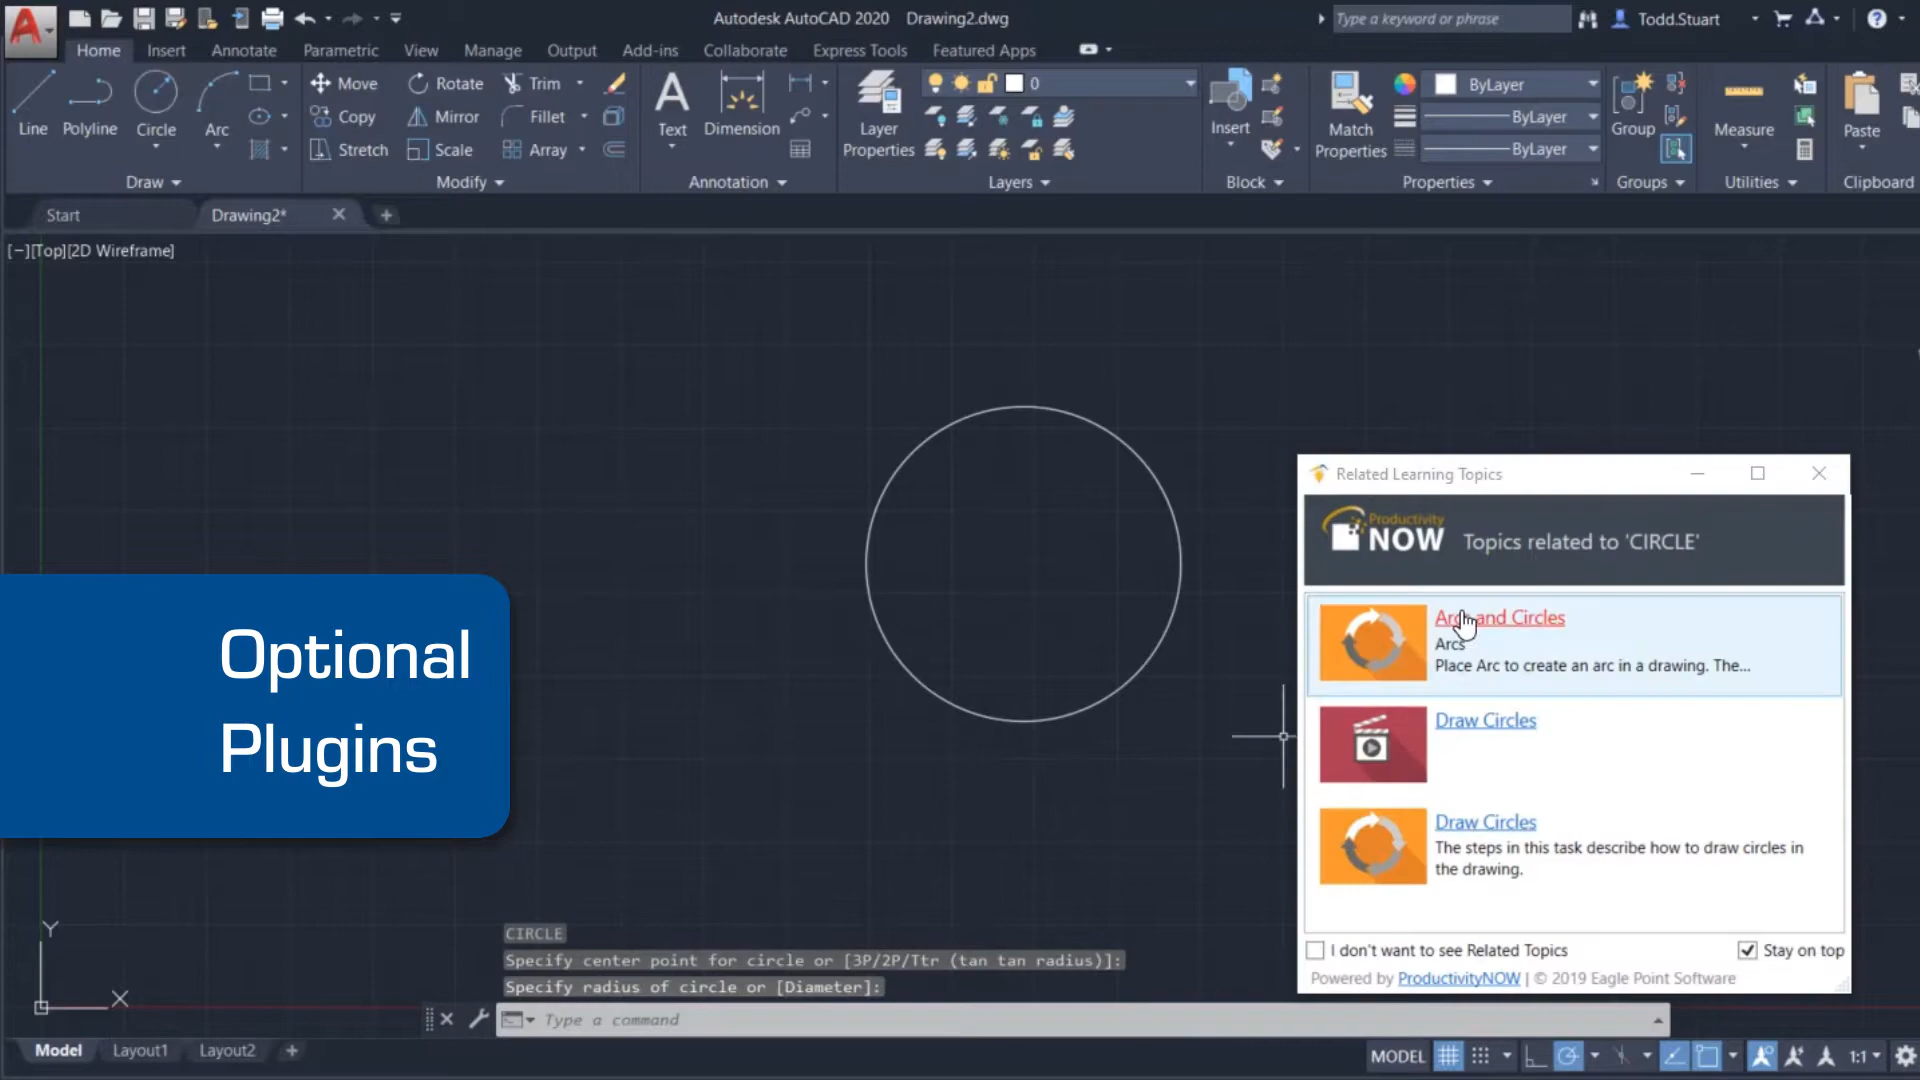 Autodesk AutoCAD 2020 Drawing2.dwg
Type a keyword or phrase
Todd.Stuart
Home Insert Annotate Parametric View Manage Output Add-ins Collaborate Express Tools Featured Apps
Line Polyline Circle Arc
Move Rotate Trim
Copy Mirror Fillet
Stretch Scale Array
Text Dimension
Layer Properties
0
Insert
Match Properties
ByLayer
ByLayer
ByLayer
Group
Measure
Paste
Draw Modify Annotation Layers Block Properties Groups Utilities Clipboard
Start Drawing2*
[−][Top][2D Wireframe]
Optional
Plugins
Related Learning Topics
Productivity
NOW
Topics related to 'CIRCLE'
Arcs and Circles
Arcs
Place Arc to create an arc in a drawing. The...
Draw Circles
Draw Circles
The steps in this task describe how to draw circles in
the drawing.
I don't want to see Related Topics
Stay on top
Powered by ProductivityNOW | © 2019 Eagle Point Software
Y
X
CIRCLE
Specify center point for circle or [3P/2P/Ttr (tan tan radius)]:
Specify radius of circle or [Diameter]:
Type a command
Model Layout1 Layout2
MODEL
1:1